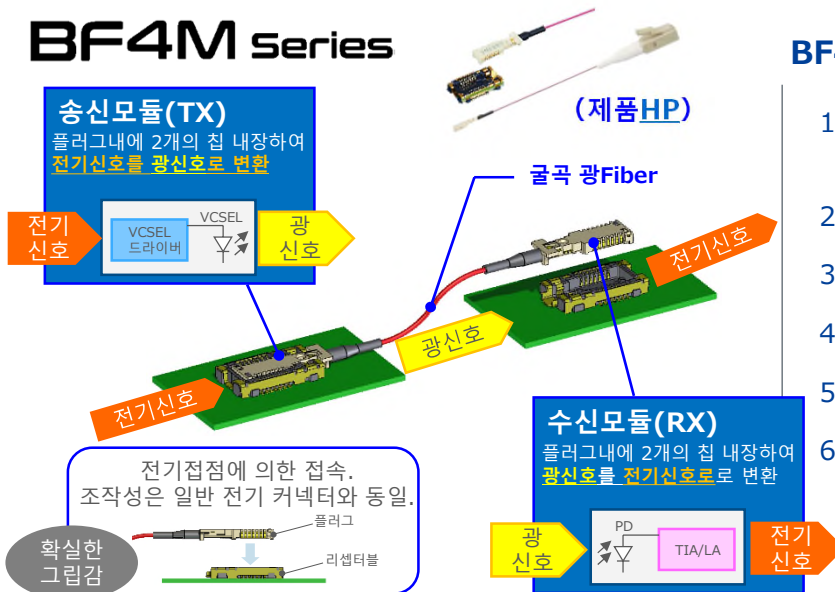 BF4M Series
송신모듈(TX)
플러그내에 2개의 칩 내장하여
전기신호를 광신호로 변환
전기
신호
VCSEL
드라이버
VCSEL
광
신호
(제품HP)
굴곡 광Fiber
전기신호
광신호
전기신호
전기접점에 의한 접속.
조작성은 일반 전기 커넥터와 동일.
플러그
리셉터블
확실한
그립감
수신모듈(RX)
플러그내에 2개의 칩 내장하여
광신호를 전기신호로로 변환
광
신호
PD
TIA/LA
전기
신호
BF4
1
2
3
4
5
6